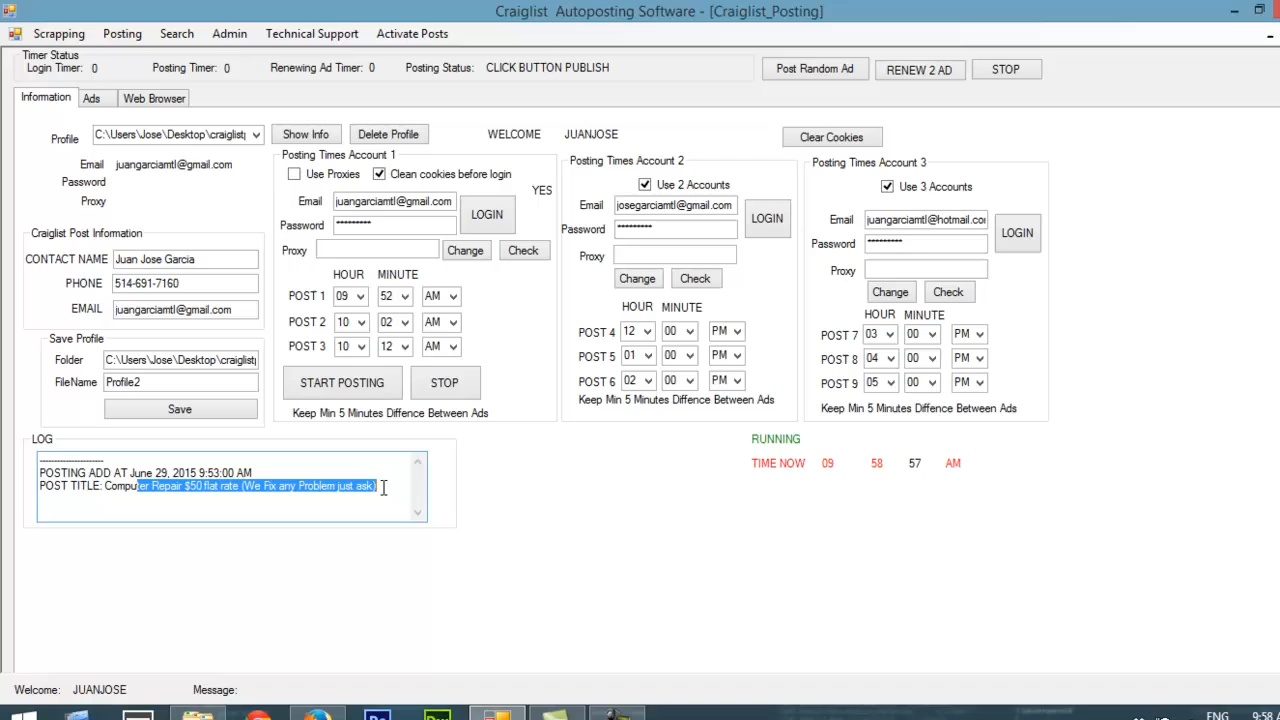 Craiglist Autoposting Software - [Craiglist_Posting]
Scrapping Posting Search Admin Technical Support Activate Posts
Timer Status
Login Timer: 0 Posting Timer: 0 Renewing Ad Timer: 0 Posting Status: CLICK BUTTON PUBLISH Post Random Ad RENEW 2 AD STOP
Information Ads Web Browser
Profile C:\Users\Jose\Desktop\craiglistp Show Info Delete Profile WELCOME JUANJOSE Clear Cookies
Email juangarciamtl@gmail.com
Password
Proxy
Craiglist Post Information
CONTACT NAME Juan Jose Garcia
PHONE 514-691-7160
EMAIL juangarciamtl@gmail.com
Save Profile
Folder C:\Users\Jose\Desktop\craiglistp
FileName Profile2
Save
Posting Times Account 1
Use Proxies Clean cookies before login
YES
Email juangarciamtl@gmail.com
LOGIN
Password *********
Proxy Change Check
HOUR MINUTE
POST 1 09 52 AM
POST 2 10 02 AM
POST 3 10 12 AM
START POSTING STOP
Keep Min 5 Minutes Diffence Between Ads
Posting Times Account 2
Use 2 Accounts
Email josegarciamtl@gmail.com
LOGIN
Password *********
Proxy
Change Check
HOUR MINUTE
POST 4 12 00 PM
POST 5 01 00 PM
POST 6 02 00 PM
Keep Min 5 Minutes Diffence Between Ads
Posting Times Account 3
Use 3 Accounts
Email juangarciamtl@hotmail.co
LOGIN
Password *********
Proxy
Change Check
HOUR MINUTE
POST 7 03 00 PM
POST 8 04 00 PM
POST 9 05 00 PM
Keep Min 5 Minutes Diffence Between Ads
LOG
----------------------
POSTING ADD AT June 29, 2015 9:53:00 AM
POST TITLE: Computer Repair $50 flat rate (We Fix any Problem just ask)
RUNNING
TIME NOW 09 58 57 AM
Welcome: JUANJOSE Message:
ENG 9:58